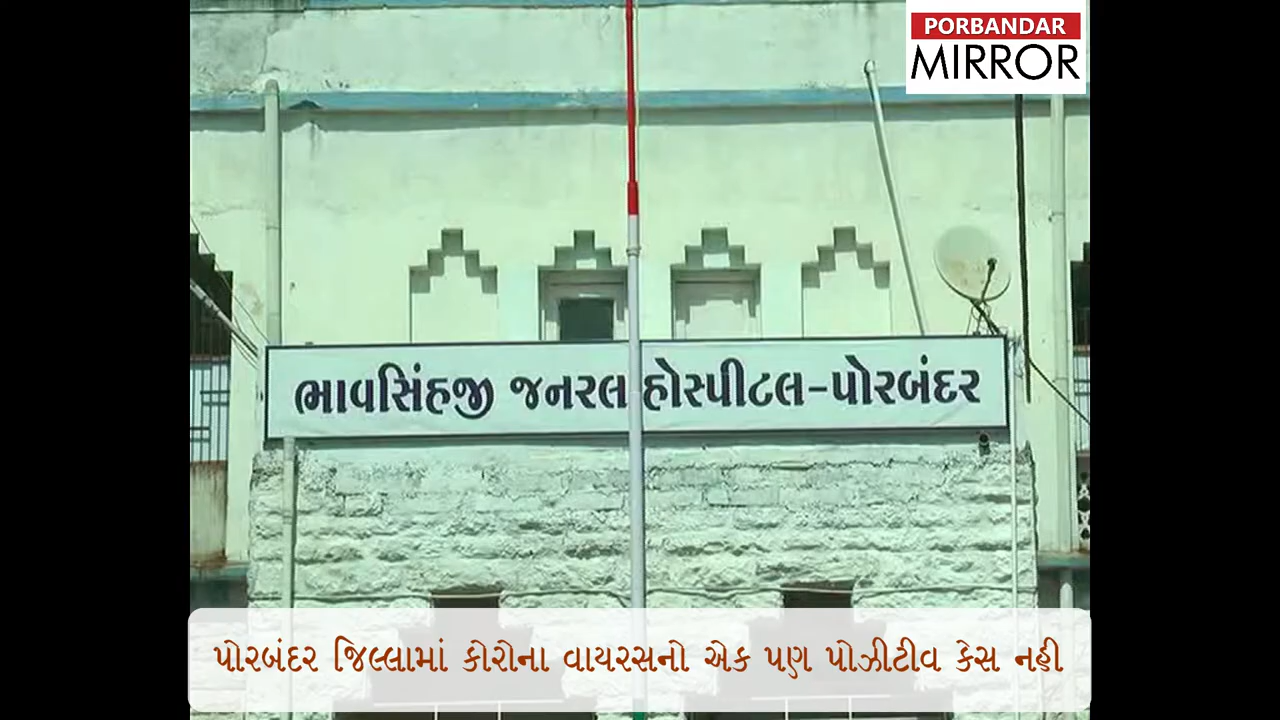 PORBANDAR
MIRROR
ભાવસિંહજી જનરલ હોસ્પીટલ-પોરબંદર
પોરબંદર જિલ્લામાં કોરોના વાયરસનો એક પણ પોઝીટીવ કેસ નહી